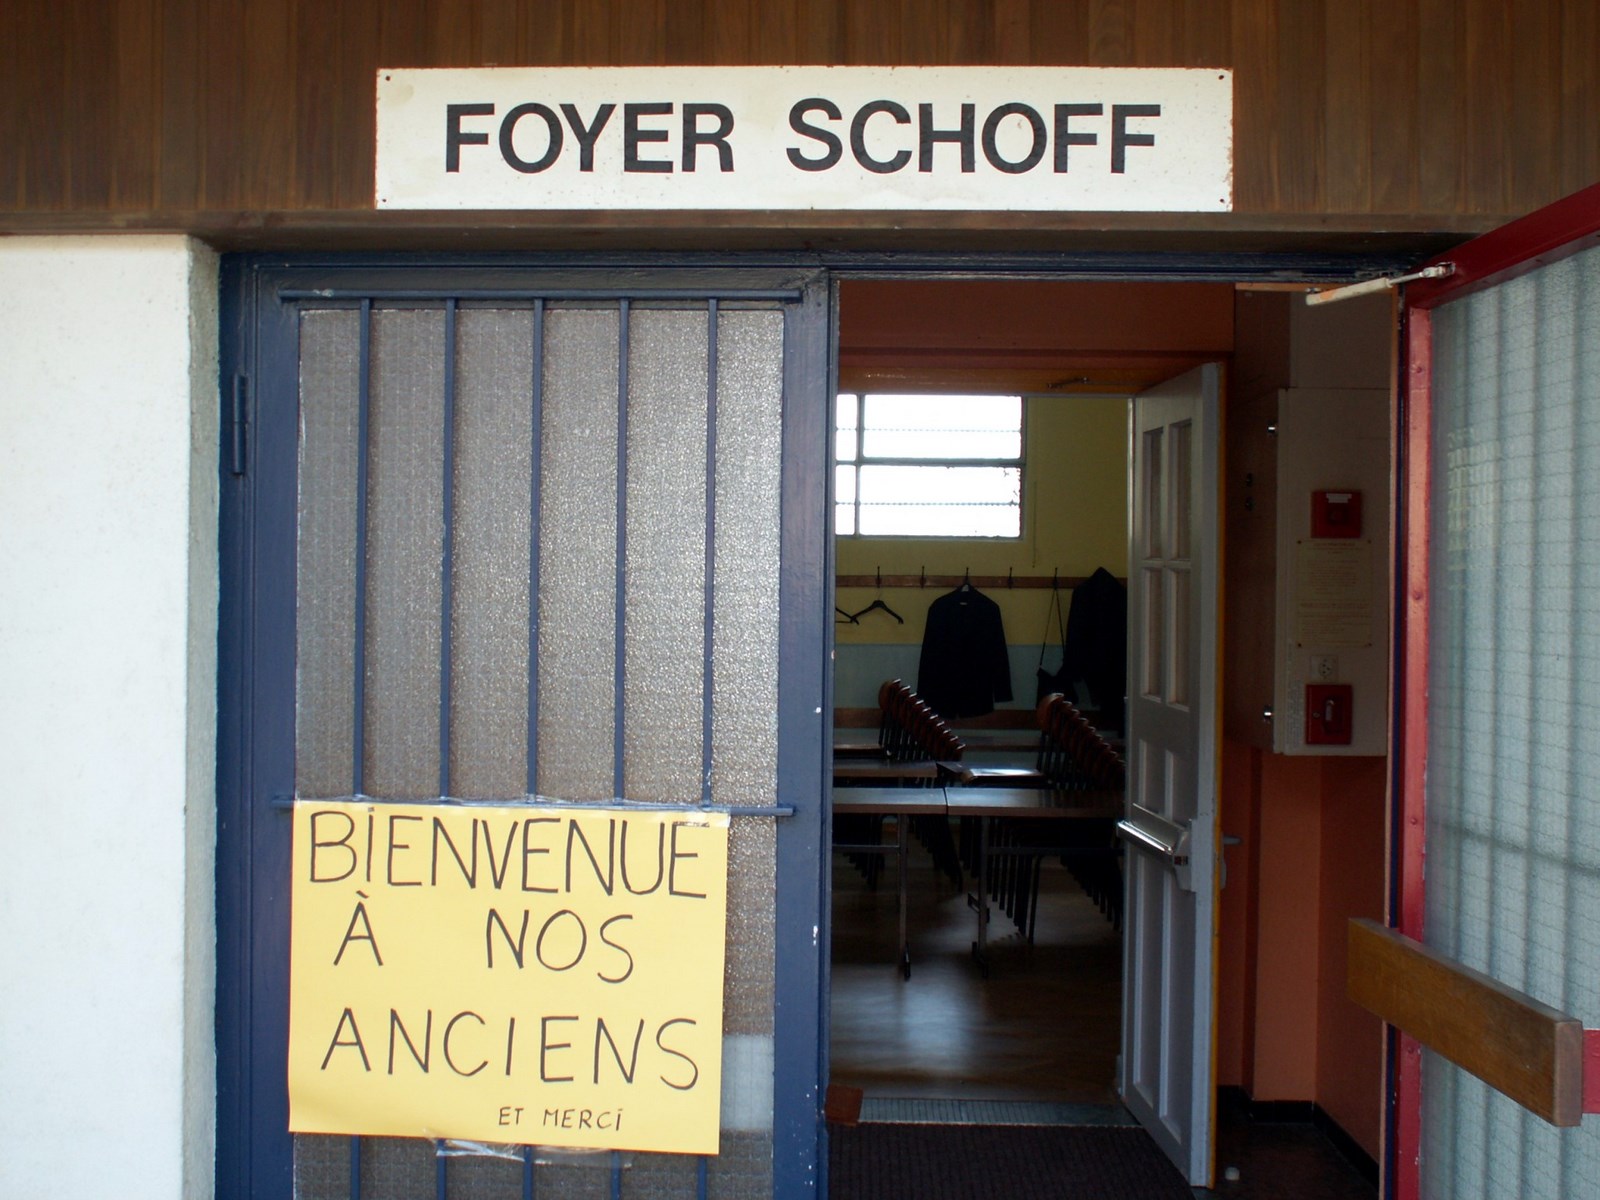 FOYER SCHOFF
BIENVENUE
À NOS
ANCIENS
ET MERCI